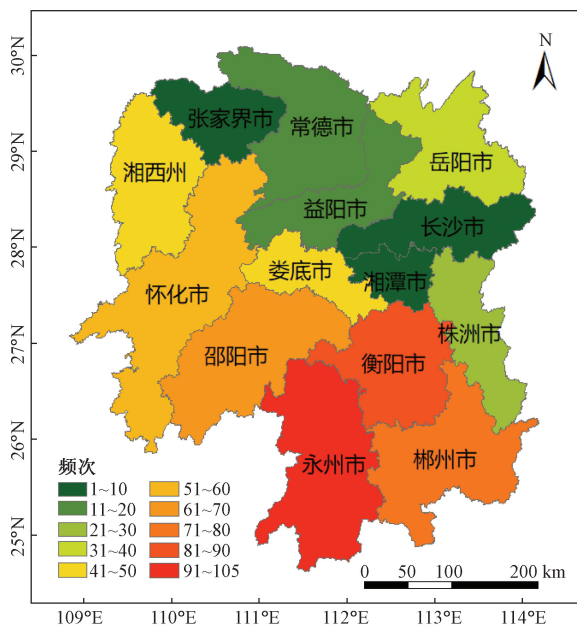 N
30°N
29°N
28°N
27°N
26°N
25°N
张家界市
常德市
岳阳市
湘西州
益阳市
长沙市
娄底市
湘潭市
怀化市
株洲市
邵阳市
衡阳市
永州市
郴州市
频次
1~10
51~60
11~20
61~70
21~30
71~80
31~40
81~90
41~50
91~105
0 50 100 200 km
109°E 110°E 111°E 112°E 113°E 114°E